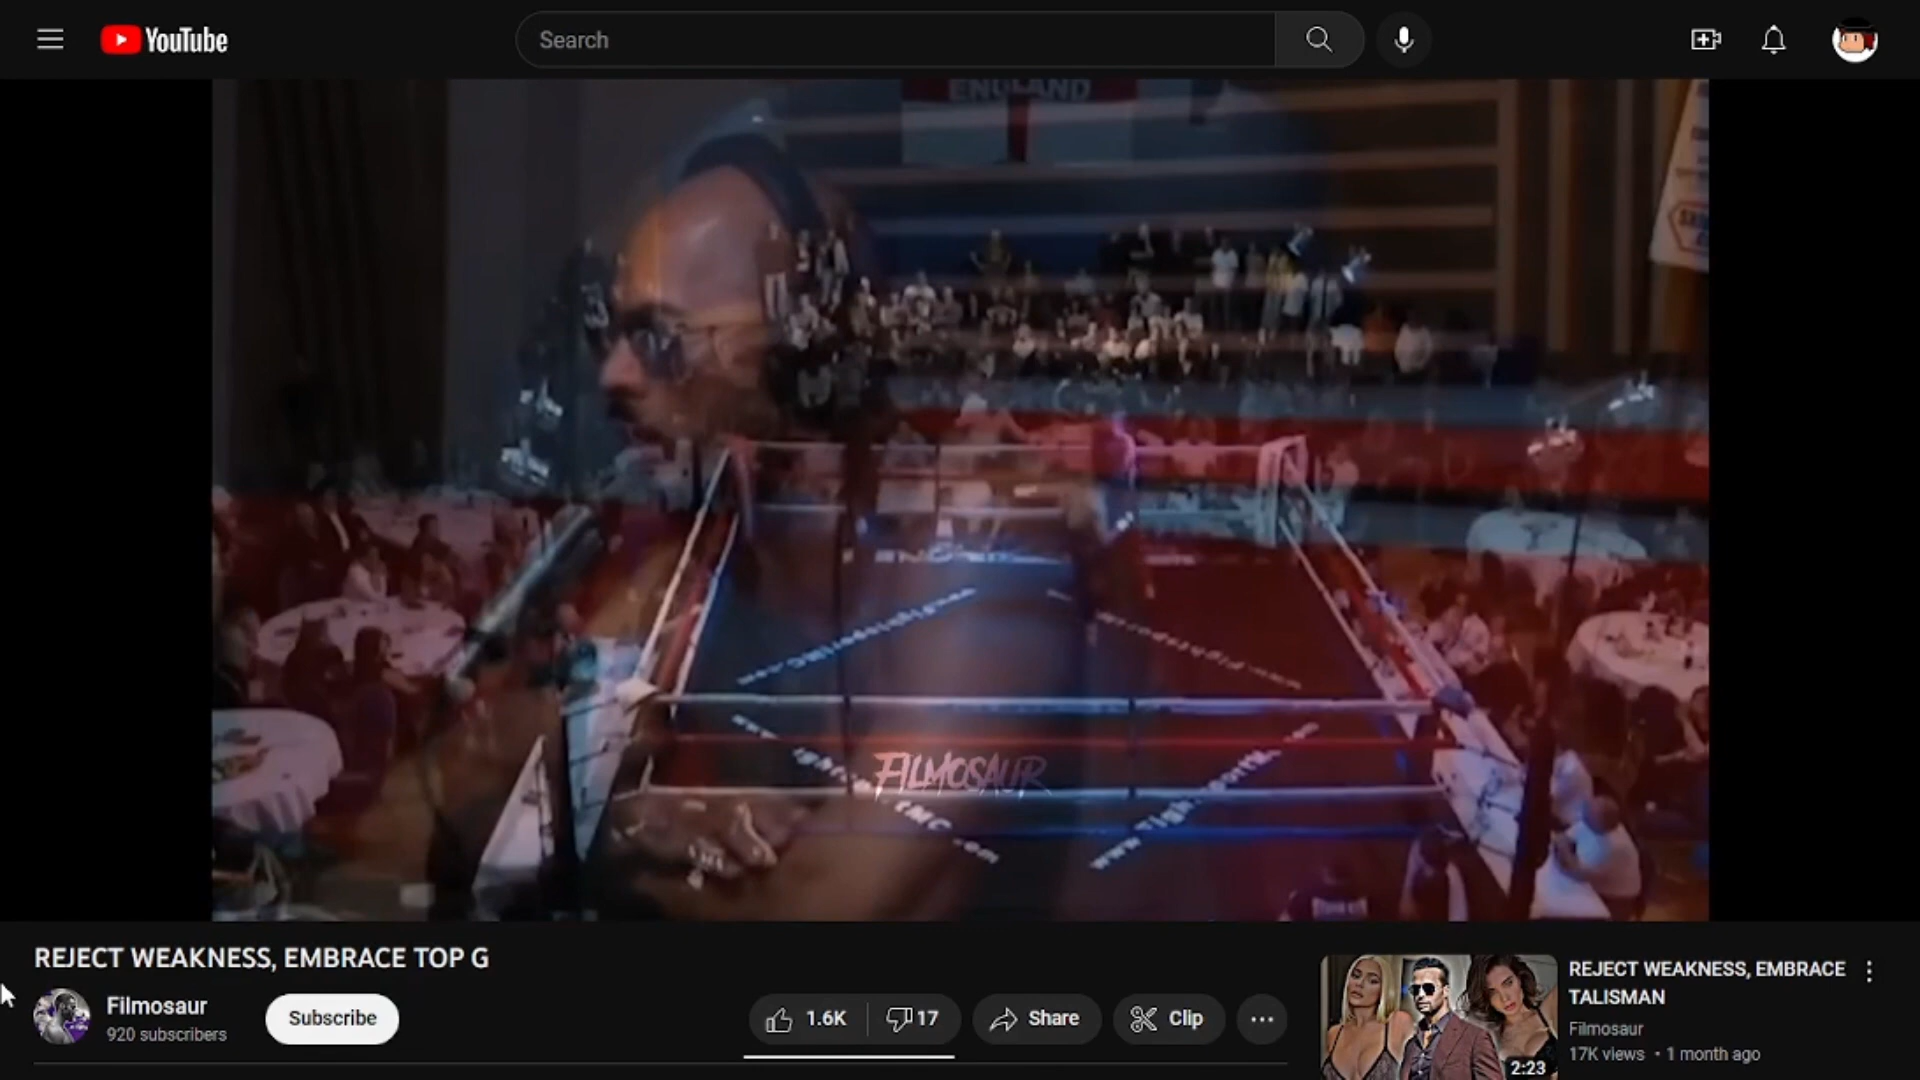 YouTube
Search
ENGLAND
FILMOSAUR
REJECT WEAKNESS, EMBRACE TOP G
Filmosaur
920 subscribers
Subscribe
1.6K
17
Share
Clip
REJECT WEAKNESS, EMBRACE
TALISMAN
Filmosaur
17K views • 1 month ago
2:23